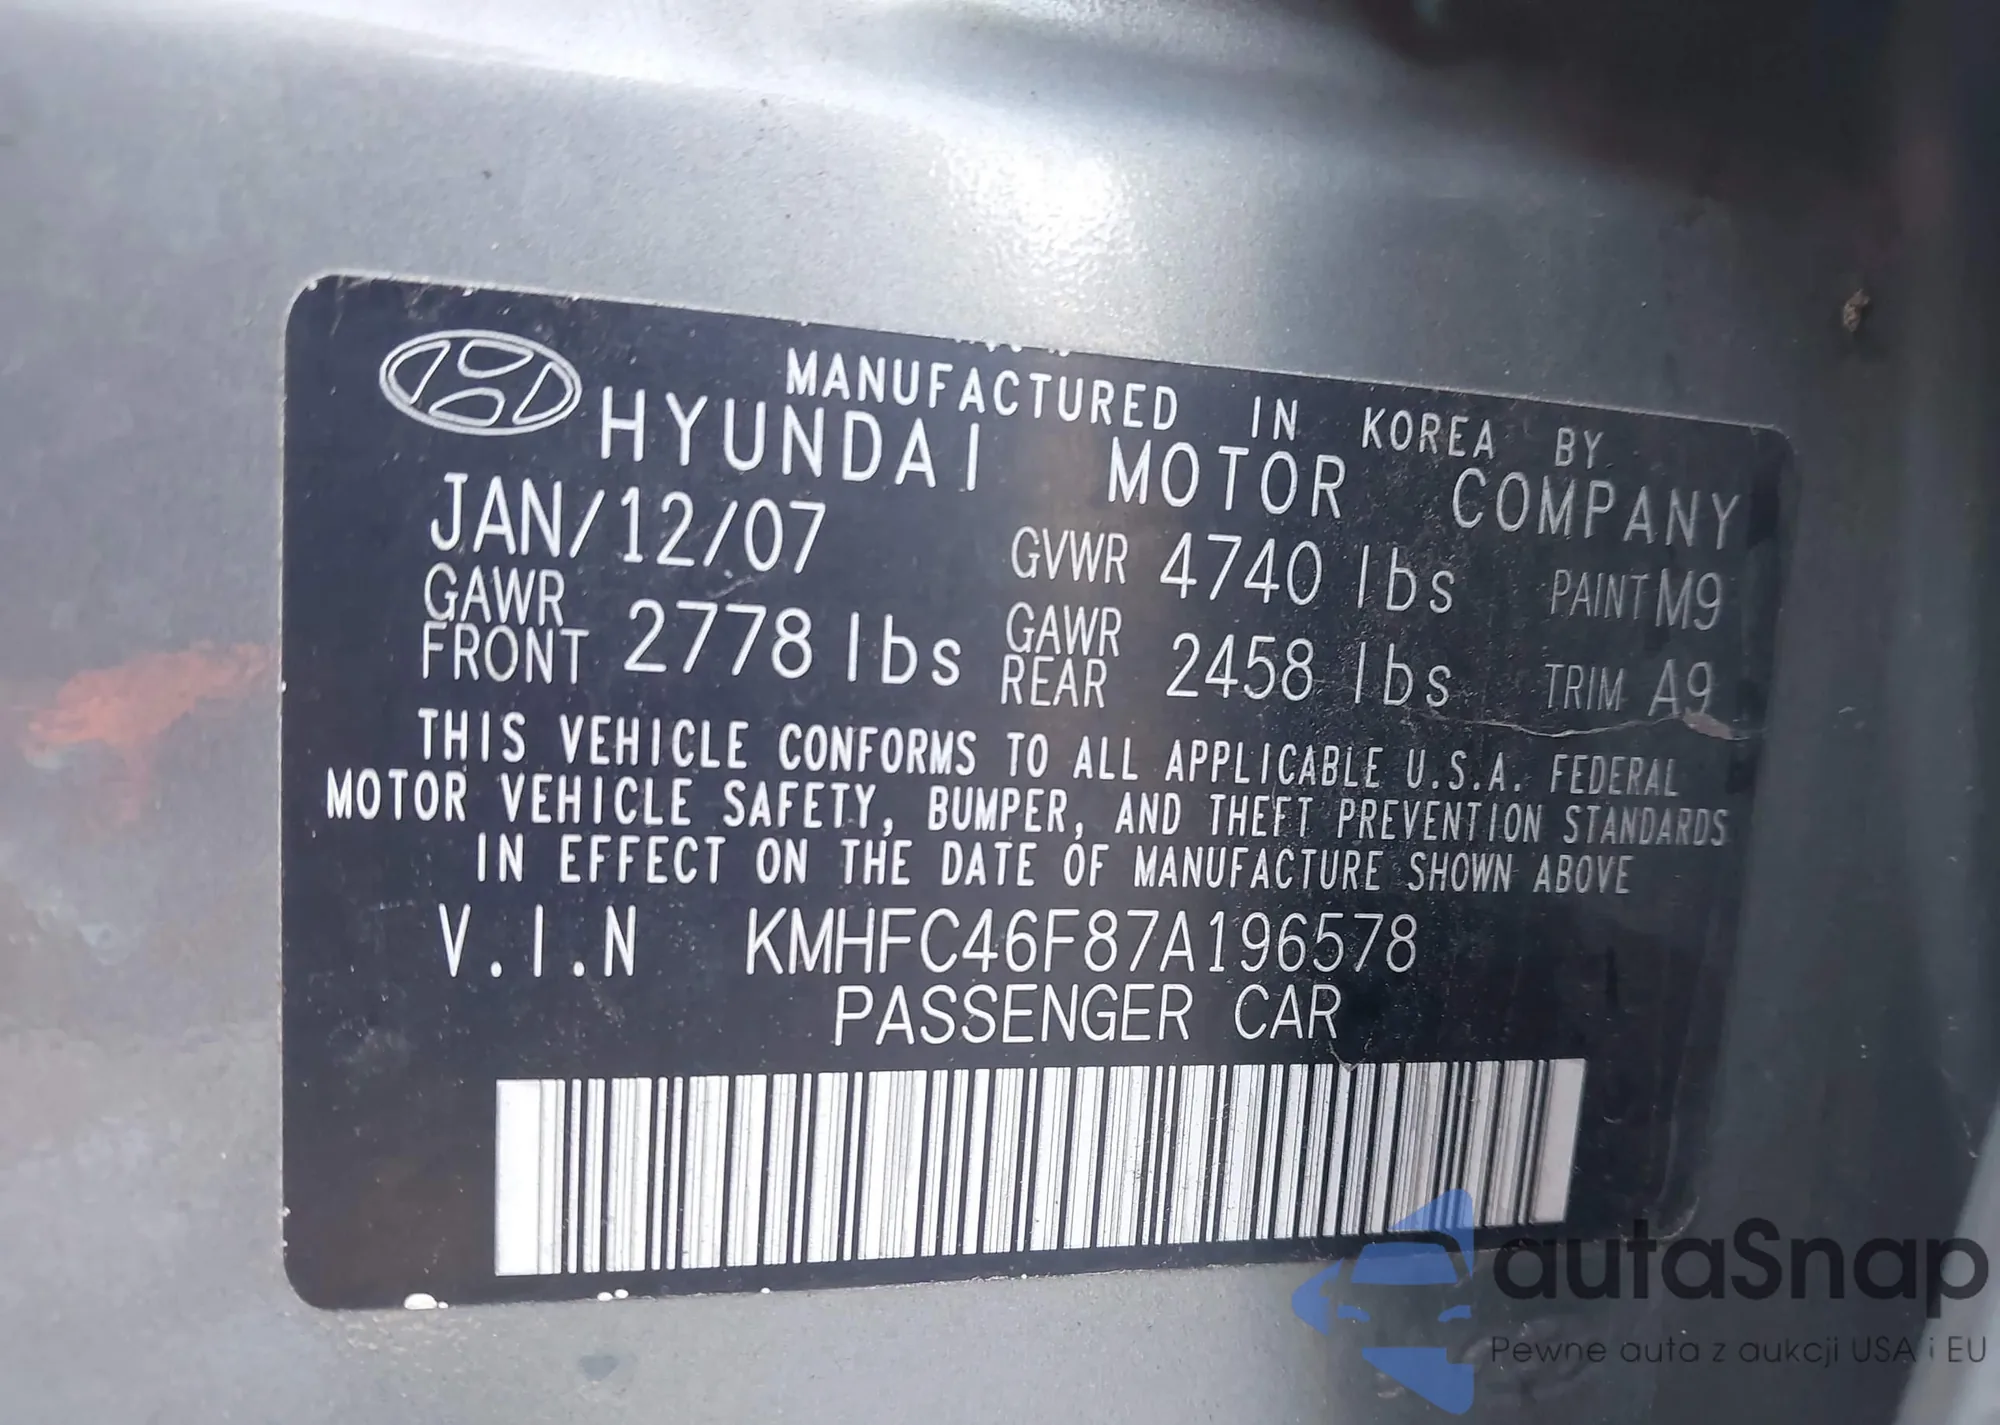 MANUFACTURED IN KOREA BY
HYUNDAI MOTOR COMPANY
JAN/12/07 GVWR 4740 lbs PAINT M9
GAWR FRONT 2778 lbs GAWR REAR 2458 lbs TRIM A9
THIS VEHICLE CONFORMS TO ALL APPLICABLE U.S.A. FEDERAL
MOTOR VEHICLE SAFETY, BUMPER, AND THEFT PREVENTION STANDARDS
IN EFFECT ON THE DATE OF MANUFACTURE SHOWN ABOVE
V.I.N KMHFC46F87A196578
PASSENGER CAR
autaSnap
Pewne auta z aukcji USA i EU